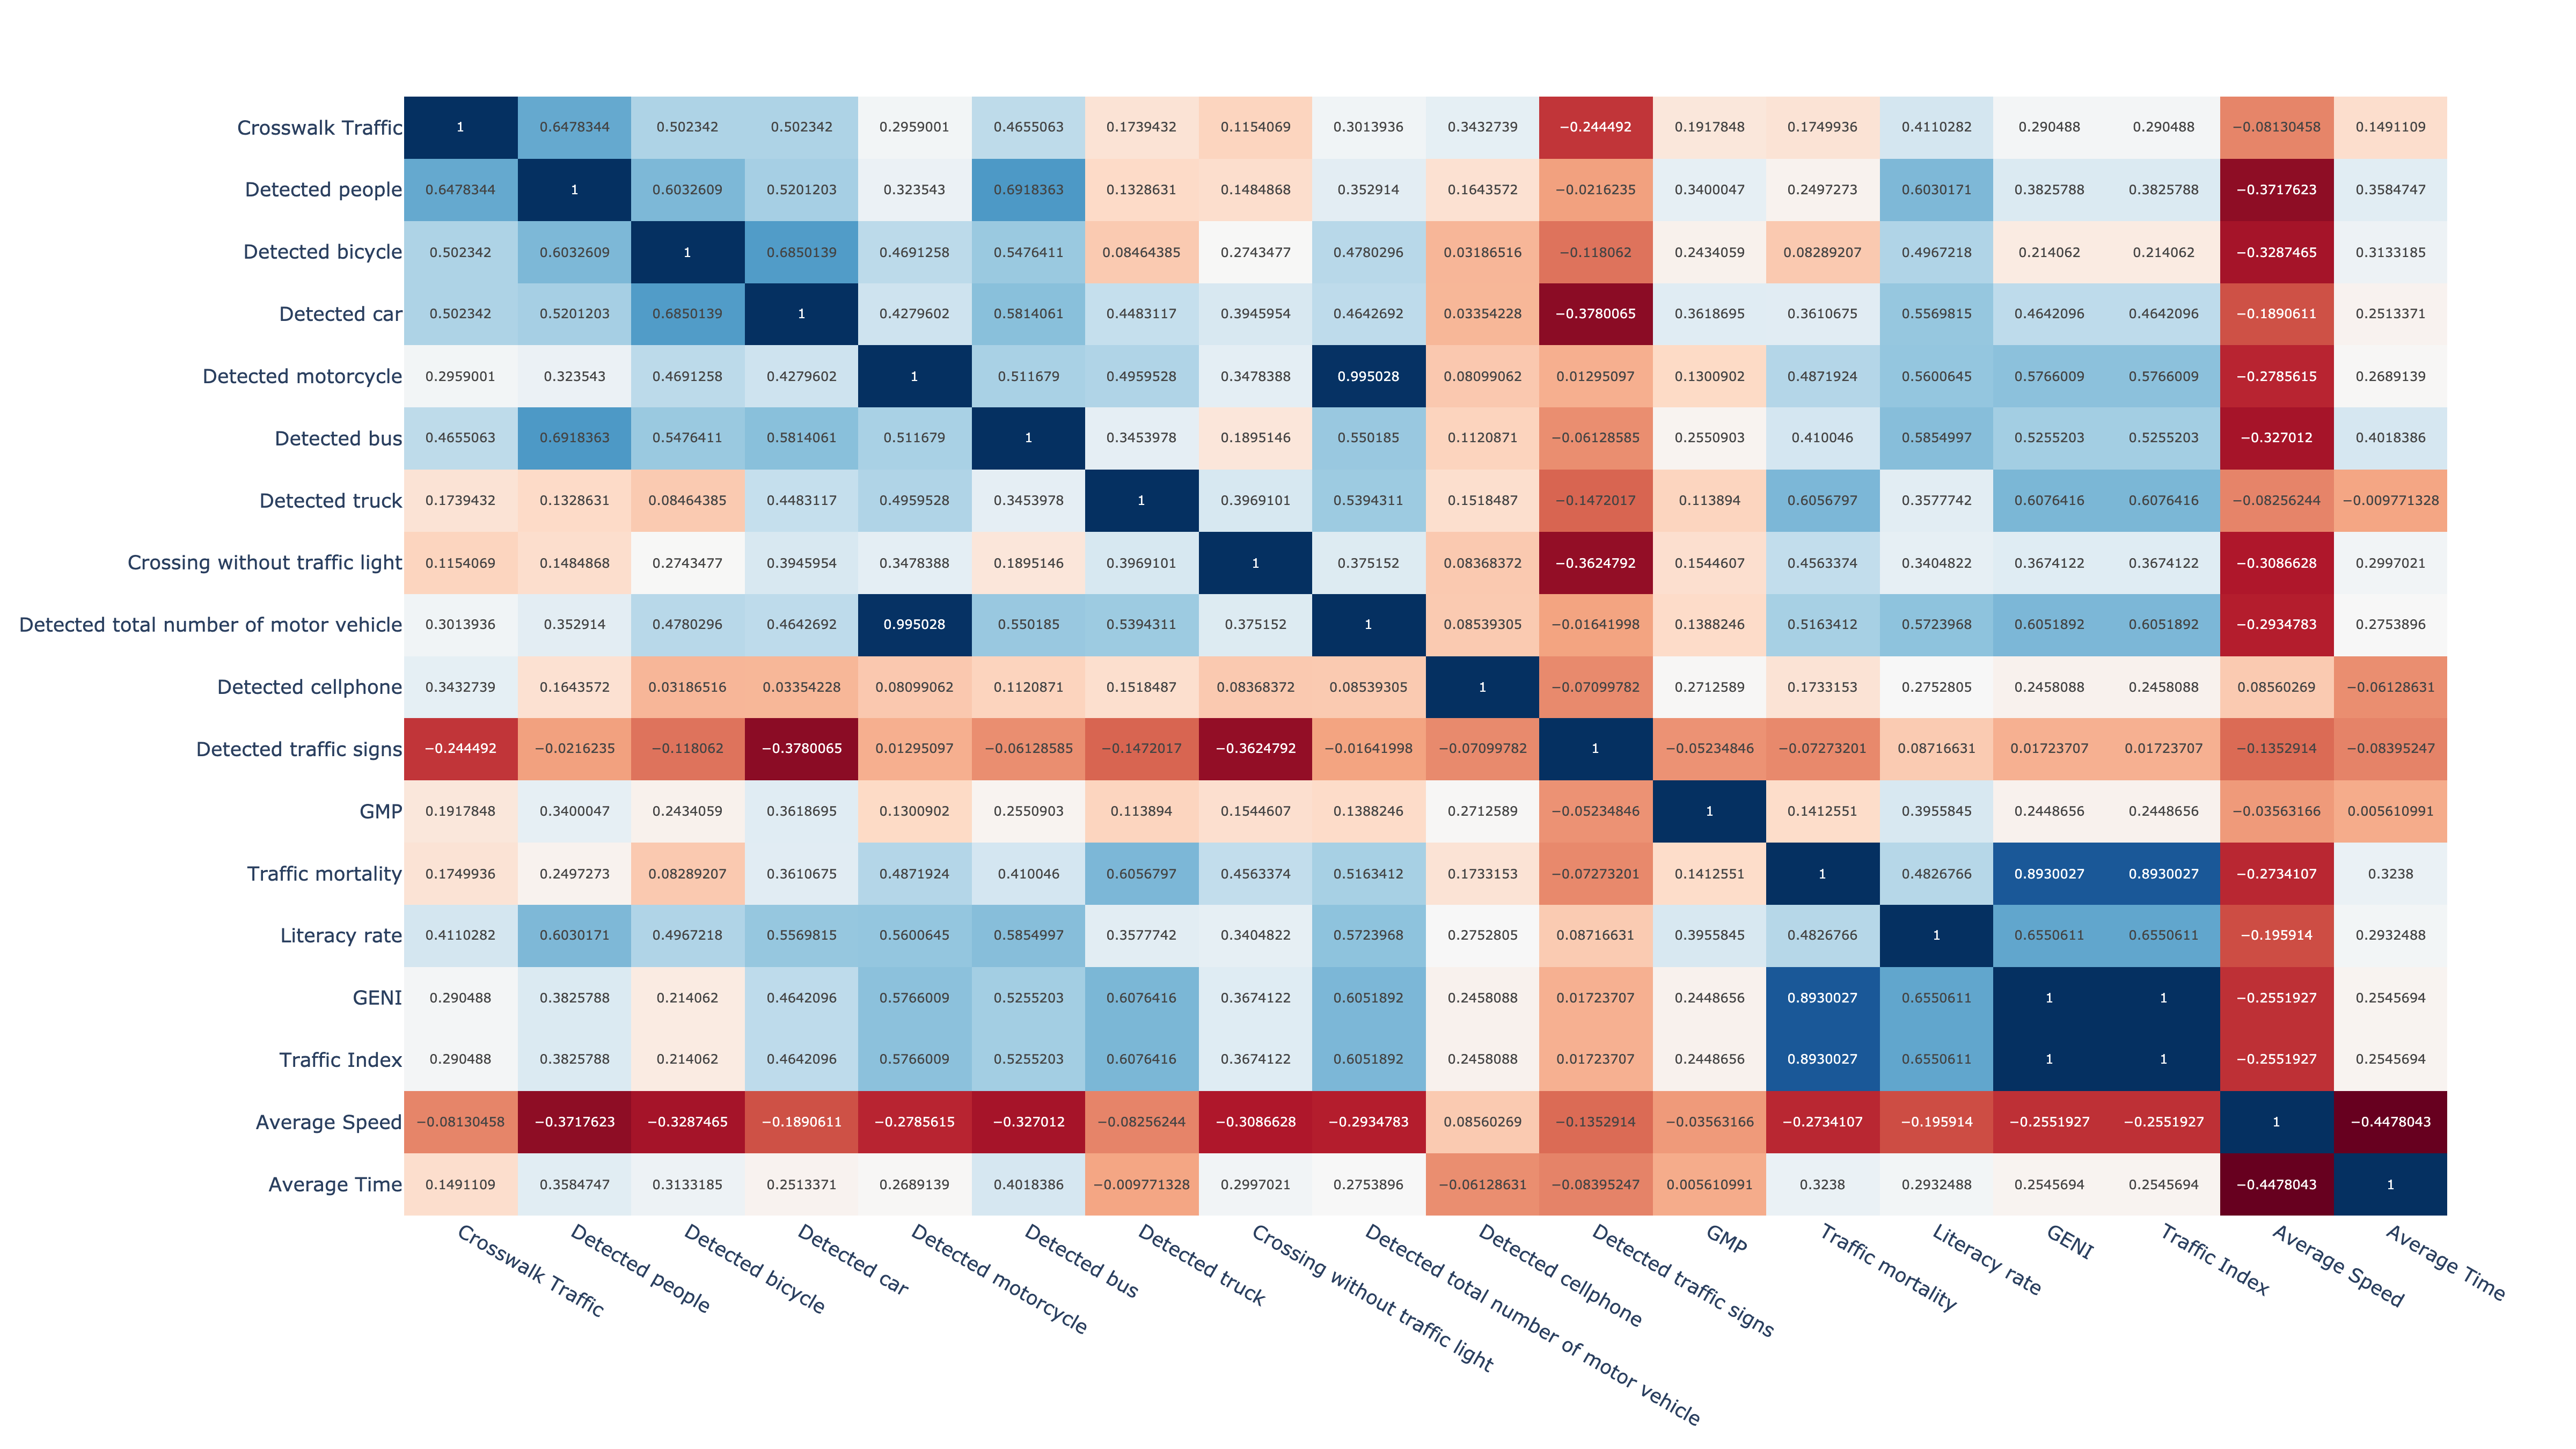 Crosswalk Traffic 1 0.6478344 0.502342 0.502342 0.2959001 0.4655063 0.1739432 0.1154069 0.3013936 0.3432739 −0.244492 0.1917848 0.1749936 0.4110282 0.290488 0.290488 −0.08130458 0.1491109
Detected people 0.6478344 1 0.6032609 0.5201203 0.323543 0.6918363 0.1328631 0.1484868 0.352914 0.1643572 −0.0216235 0.3400047 0.2497273 0.6030171 0.3825788 0.3825788 −0.3717623 0.3584747
Detected bicycle 0.502342 0.6032609 1 0.6850139 0.4691258 0.5476411 0.08464385 0.2743477 0.4780296 0.03186516 −0.118062 0.2434059 0.08289207 0.4967218 0.214062 0.214062 −0.3287465 0.3133185
Detected car 0.502342 0.5201203 0.6850139 1 0.4279602 0.5814061 0.4483117 0.3945954 0.4642692 0.03354228 −0.3780065 0.3618695 0.3610675 0.5569815 0.4642096 0.4642096 −0.1890611 0.2513371
Detected motorcycle 0.2959001 0.323543 0.4691258 0.4279602 1 0.511679 0.4959528 0.3478388 0.995028 0.08099062 0.01295097 0.1300902 0.4871924 0.5600645 0.5766009 0.5766009 −0.2785615 0.2689139
Detected bus 0.4655063 0.6918363 0.5476411 0.5814061 0.511679 1 0.3453978 0.1895146 0.550185 0.1120871 −0.06128585 0.2550903 0.410046 0.5854997 0.5255203 0.5255203 −0.327012 0.4018386
Detected truck 0.1739432 0.1328631 0.08464385 0.4483117 0.4959528 0.3453978 1 0.3969101 0.5394311 0.1518487 −0.1472017 0.113894 0.6056797 0.3577742 0.6076416 0.6076416 −0.08256244 −0.009771328
Crossing without traffic light 0.1154069 0.1484868 0.2743477 0.3945954 0.3478388 0.1895146 0.3969101 1 0.375152 0.08368372 −0.3624792 0.1544607 0.4563374 0.3404822 0.3674122 0.3674122 −0.3086628 0.2997021
Detected total number of motor vehicle 0.3013936 0.352914 0.4780296 0.4642692 0.995028 0.550185 0.5394311 0.375152 1 0.08539305 −0.01641998 0.1388246 0.5163412 0.5723968 0.6051892 0.6051892 −0.2934783 0.2753896
Detected cellphone 0.3432739 0.1643572 0.03186516 0.03354228 0.08099062 0.1120871 0.1518487 0.08368372 0.08539305 1 −0.07099782 0.2712589 0.1733153 0.2752805 0.2458088 0.2458088 0.08560269 −0.06128631
Detected traffic signs −0.244492 −0.0216235 −0.118062 −0.3780065 0.01295097 −0.06128585 −0.1472017 −0.3624792 −0.01641998 −0.07099782 1 −0.05234846 −0.07273201 0.08716631 0.01723707 0.01723707 −0.1352914 −0.08395247
GMP 0.1917848 0.3400047 0.2434059 0.3618695 0.1300902 0.2550903 0.113894 0.1544607 0.1388246 0.2712589 −0.05234846 1 0.1412551 0.3955845 0.2448656 0.2448656 −0.03563166 0.005610991
Traffic mortality 0.1749936 0.2497273 0.08289207 0.3610675 0.4871924 0.410046 0.6056797 0.4563374 0.5163412 0.1733153 −0.07273201 0.1412551 1 0.4826766 0.8930027 0.8930027 −0.2734107 0.3238
Literacy rate 0.4110282 0.6030171 0.4967218 0.5569815 0.5600645 0.5854997 0.3577742 0.3404822 0.5723968 0.2752805 0.08716631 0.3955845 0.4826766 1 0.6550611 0.6550611 −0.195914 0.2932488
GENI 0.290488 0.3825788 0.214062 0.4642096 0.5766009 0.5255203 0.6076416 0.3674122 0.6051892 0.2458088 0.01723707 0.2448656 0.8930027 0.6550611 1 1 −0.2551927 0.2545694
Traffic Index 0.290488 0.3825788 0.214062 0.4642096 0.5766009 0.5255203 0.6076416 0.3674122 0.6051892 0.2458088 0.01723707 0.2448656 0.8930027 0.6550611 1 1 −0.2551927 0.2545694
Average Speed −0.08130458 −0.3717623 −0.3287465 −0.1890611 −0.2785615 −0.327012 −0.08256244 −0.3086628 −0.2934783 0.08560269 −0.1352914 −0.03563166 −0.2734107 −0.195914 −0.2551927 −0.2551927 1 −0.4478043
Average Time 0.1491109 0.3584747 0.3133185 0.2513371 0.2689139 0.4018386 −0.009771328 0.2997021 0.2753896 −0.06128631 −0.08395247 0.005610991 0.3238 0.2932488 0.2545694 0.2545694 −0.4478043 1
Crosswalk Traffic
Detected people
Detected bicycle
Detected car
Detected motorcycle
Detected bus
Detected truck
Crossing without traffic light
Detected total number of motor vehicle
Detected cellphone
Detected traffic signs
GMP
Traffic mortality
Literacy rate
GENI
Traffic Index
Average Speed
Average Time